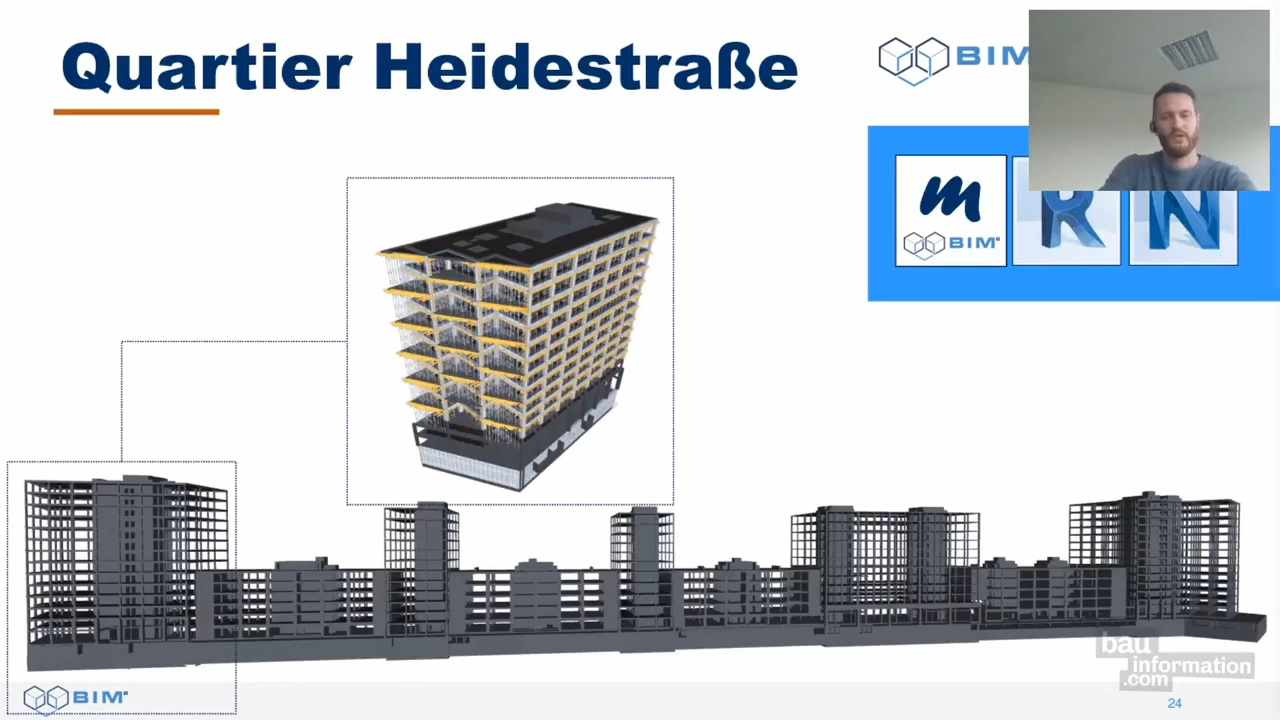 Quartier Heidestraße
BIM
m
R
N
BIM
bau
information
.com
BIM
24